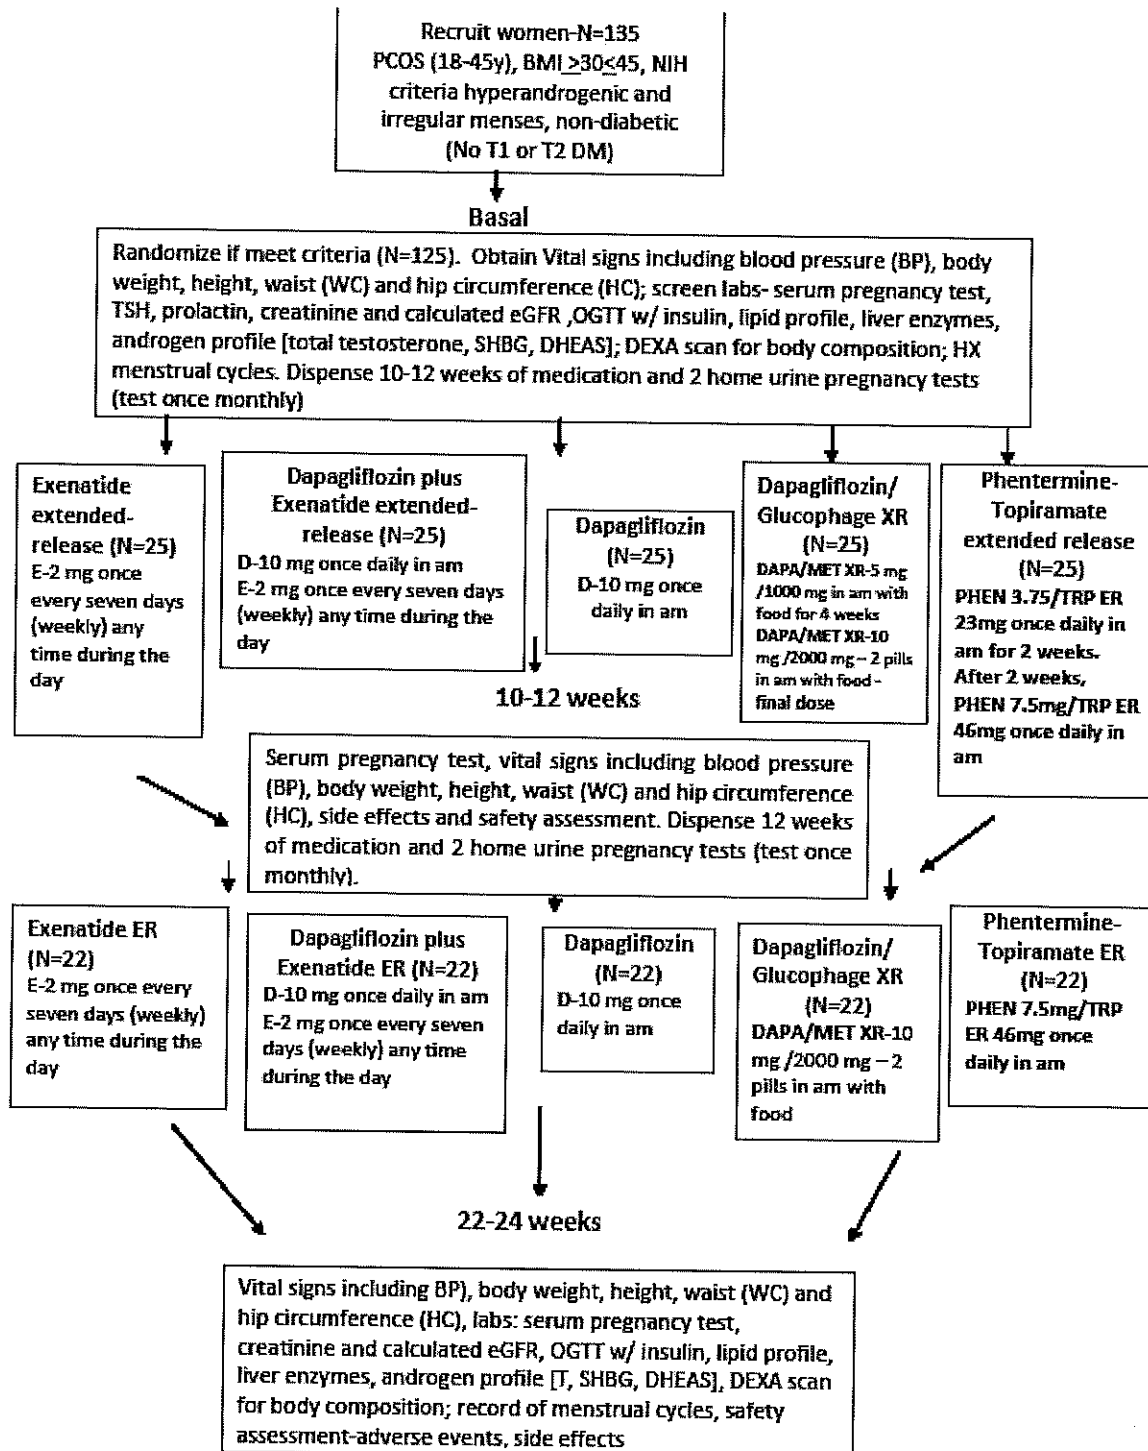 Recruit women-N=135
PCOS (18-45y), BMI ≥30≤45, NIH
criteria hyperandrogenic and
irregular menses, non-diabetic
(No T1 or T2 DM)
Basal
Randomize if meet criteria (N=125).  Obtain Vital signs including blood pressure (BP), body
weight, height, waist (WC) and hip circumference (HC); screen labs- serum pregnancy test,
TSH, prolactin, creatinine and calculated eGFR ,OGTT w/ insulin, lipid profile, liver enzymes,
androgen profile [total testosterone, SHBG, DHEAS]; DEXA scan for body composition; HX
menstrual cycles. Dispense 10-12 weeks of medication and 2 home urine pregnancy tests
(test once monthly)
Exenatide
extended-
release (N=25)
E-2 mg once
every seven days
(weekly) any
time during the
day
Dapagliflozin plus
Exenatide extended-
release (N=25)
D-10 mg once daily in am
E-2 mg once every seven days
(weekly) any time during the
day
Dapagliflozin
(N=25)
D-10 mg once
daily in am
Dapagliflozin/
Glucophage XR
(N=25)
DAPA/MET XR-5 mg
/1000 mg in am with
food for 4 weeks
DAPA/MET XR-10
mg /2000 mg – 2 pills
in am with food -
final dose
Phentermine-
Topiramate
extended release
(N=25)
PHEN 3.75/TRP ER
23mg once daily in
am for 2 weeks.
After 2 weeks,
PHEN 7.5mg/TRP ER
46mg once daily in
am
10-12 weeks
Serum pregnancy test, vital signs including blood pressure
(BP), body weight, height, waist (WC) and hip circumference
(HC), side effects and safety assessment. Dispense 12 weeks
of medication and 2 home urine pregnancy tests (test once
monthly).
Exenatide ER
(N=22)
E-2 mg once every
seven days (weekly)
any time during the
day
Dapagliflozin plus
Exenatide ER (N=22)
D-10 mg once daily in am
E-2 mg once every seven
days (weekly) any time
during the day
Dapagliflozin
(N=22)
D-10 mg once
daily in am
Dapagliflozin/
Glucophage XR
(N=22)
DAPA/MET XR-10
mg /2000 mg – 2
pills in am with
food
Phentermine-
Topiramate ER
(N=22)
PHEN 7.5mg/TRP
ER 46mg once
daily in am
22-24 weeks
Vital signs including BP), body weight, height, waist (WC) and
hip circumference (HC), labs: serum pregnancy test,
creatinine and calculated eGFR, OGTT w/ insulin, lipid profile,
liver enzymes, androgen profile [T, SHBG, DHEAS], DEXA scan
for body composition; record of menstrual cycles, safety
assessment-adverse events, side effects